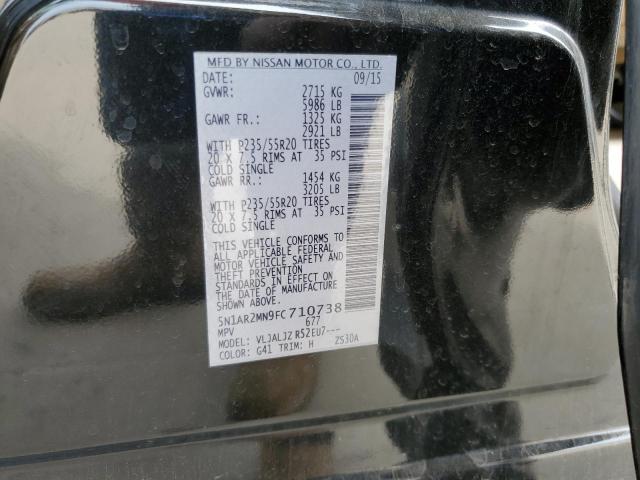 MFD BY NISSAN MOTOR CO., LTD.
DATE: 09/15
GVWR: 2715 KG
5986 LB
GAWR FR.: 1325 KG
2921 LB
WITH P235/55R20 TIRES
20 X 7.5 RIMS AT 35 PSI
COLD SINGLE
GAWR RR.: 1454 KG
3205 LB
WITH P235/55R20 TIRES
20 X 7.5 RIMS AT 35 PSI
COLD SINGLE
THIS VEHICLE CONFORMS TO
ALL APPLICABLE FEDERAL
MOTOR VEHICLE SAFETY AND
THEFT PREVENTION
STANDARDS IN EFFECT ON
THE DATE OF MANUFACTURE
SHOWN ABOVE.
5N1AR2MN9FC710738
MPV 677
MODEL: VLJALJZ R52EU7---
COLOR: G41 TRIM: H ZS30A